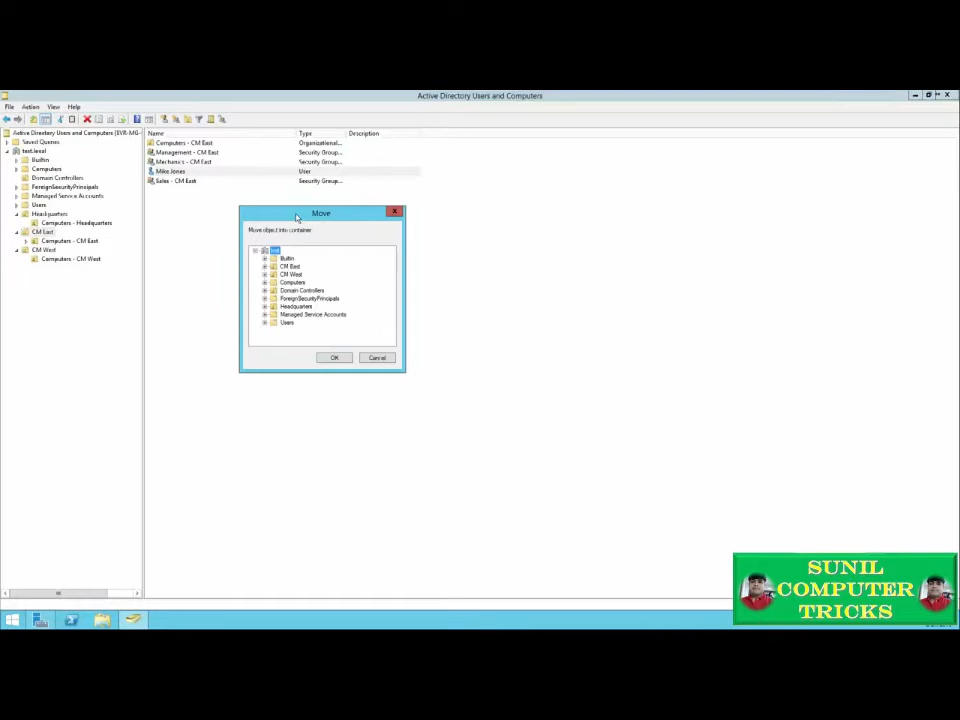 Active Directory Users and Computers
File Action View Help
Active Directory Users and Computers [SVR-MG-
Saved Queries
test.local
Builtin
Computers
Domain Controllers
ForeignSecurityPrincipals
Managed Service Accounts
Users
Headquarters
Computers - Headquarters
CM East
Computers - CM East
CM West
Computers - CM West
Name Type Description
Computers - CM East Organizational...
Management - CM East Security Group...
Mechanics - CM East Security Group...
Mike Jones User
Sales - CM East Security Group...
Move
Move object into container:
test
Builtin
CM East
CM West
Computers
Domain Controllers
ForeignSecurityPrincipals
Headquarters
Managed Service Accounts
Users
OK Cancel
SUNIL
COMPUTER
TRICKS